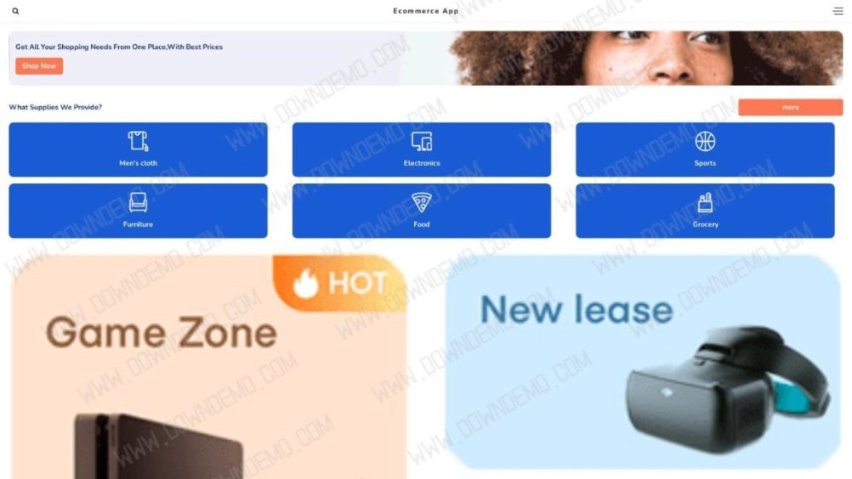 Ecommerce App
Get All Your Shopping Needs From One Place,With Best Prices
Shop Now
What Supplies We Provide?
more
Men's cloth
Electronics
Sports
Furniture
Food
Grocery
HOT
Game Zone
New lease
WWW.DOWNDEMO.COM